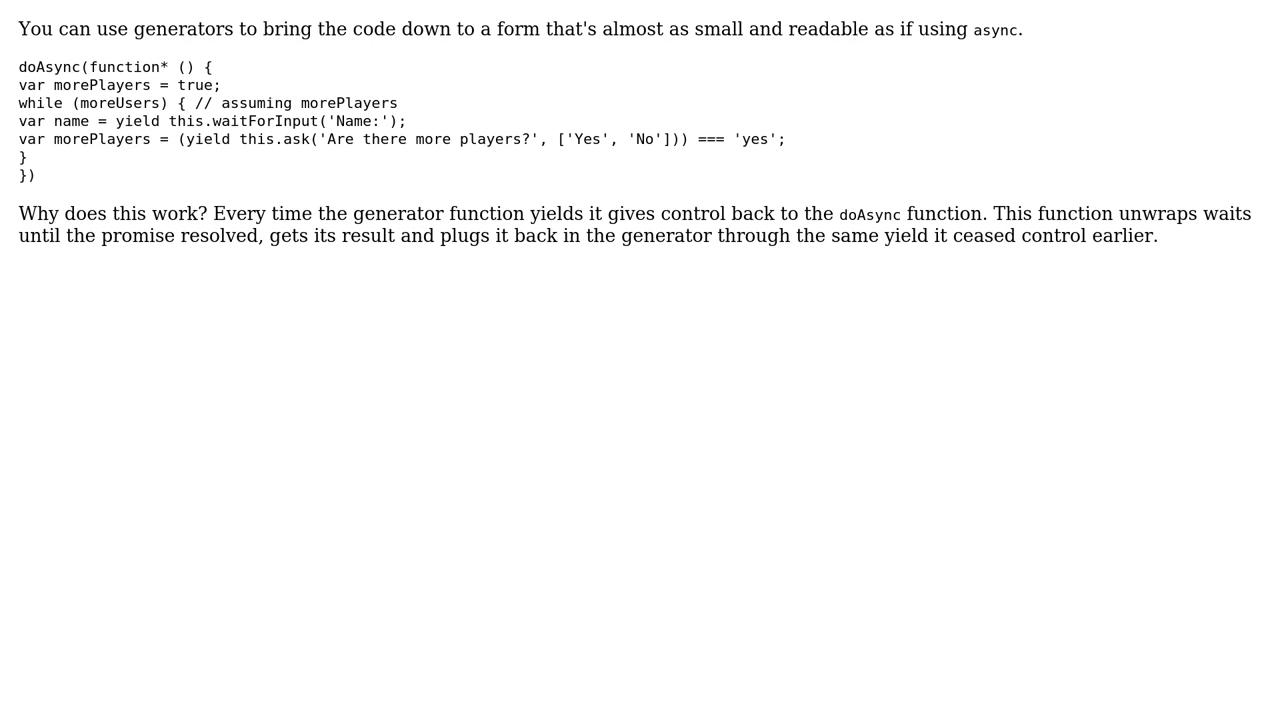 You can use generators to bring the code down to a form that's almost as small and readable as if using async.
doAsync(function* () {
var morePlayers = true;
while (moreUsers) { // assuming morePlayers
var name = yield this.waitForInput('Name:');
var morePlayers = (yield this.ask('Are there more players?', ['Yes', 'No'])) === 'yes';
}
})
Why does this work? Every time the generator function yields it gives control back to the doAsync function. This function unwraps waits
until the promise resolved, gets its result and plugs it back in the generator through the same yield it ceased control earlier.